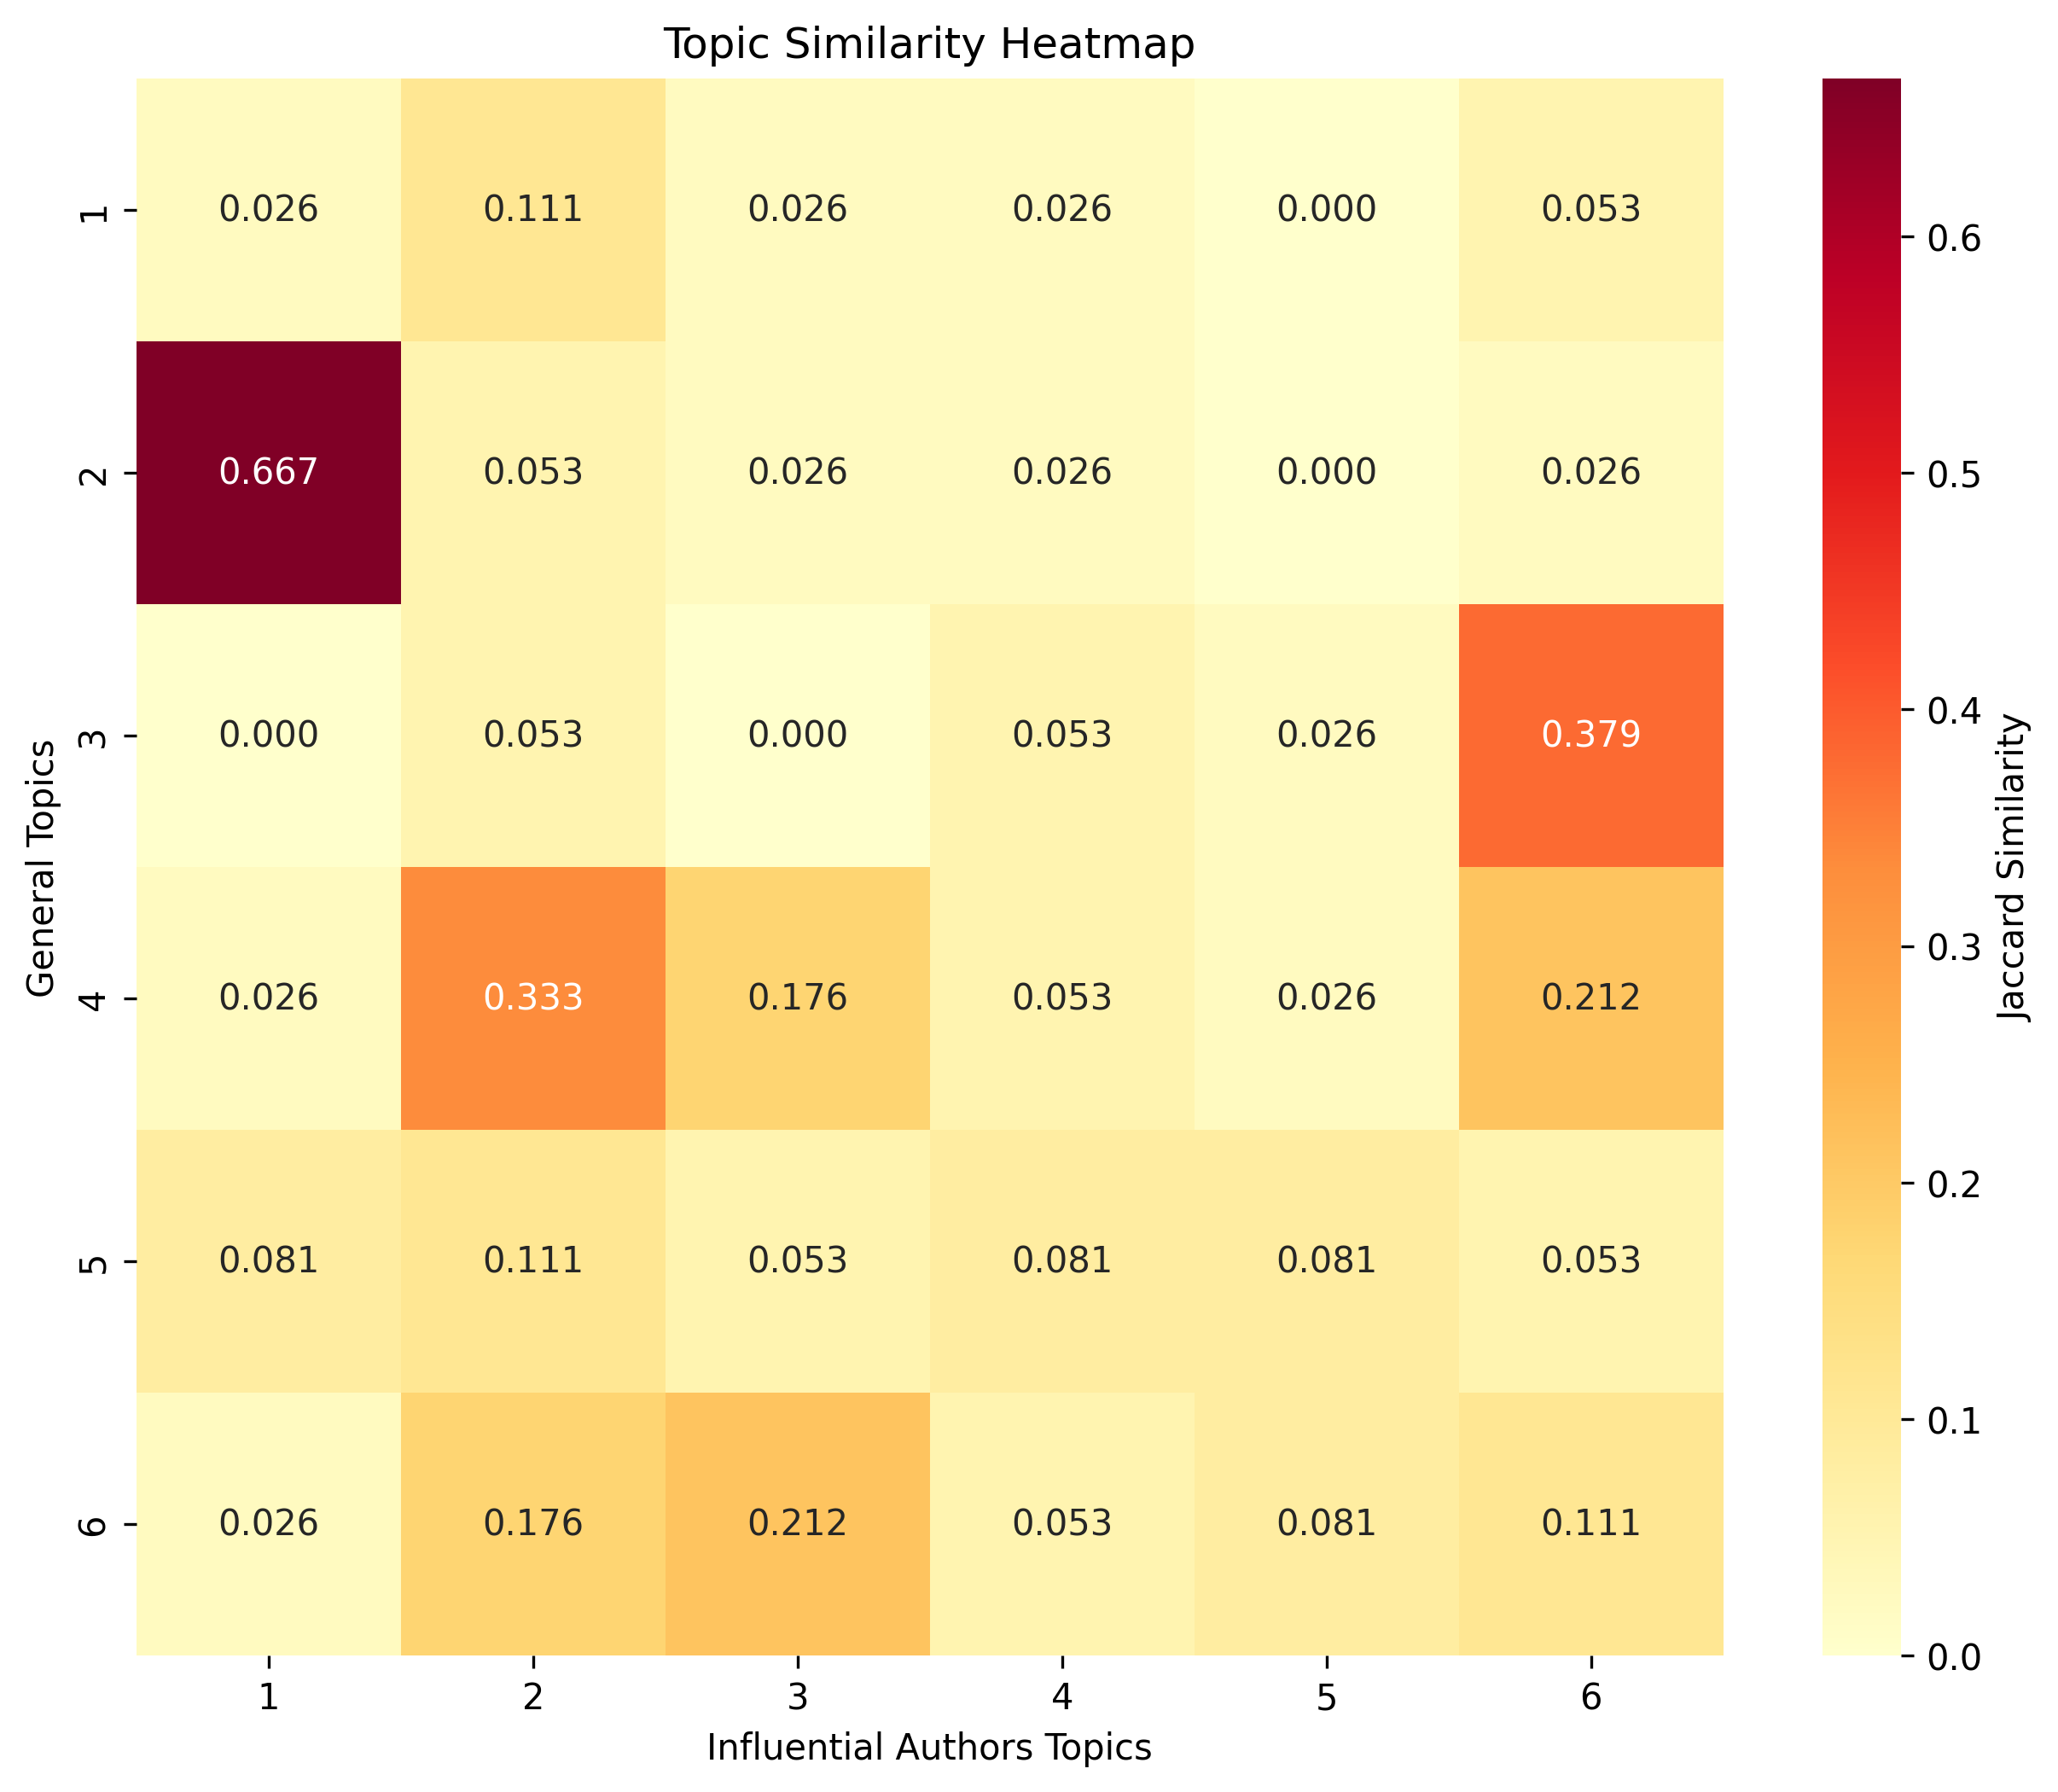 Topic Similarity Heatmap
General Topics
1 0.026 0.111 0.026 0.026 0.000 0.053
2 0.667 0.053 0.026 0.026 0.000 0.026
3 0.000 0.053 0.000 0.053 0.026 0.379
4 0.026 0.333 0.176 0.053 0.026 0.212
5 0.081 0.111 0.053 0.081 0.081 0.053
6 0.026 0.176 0.212 0.053 0.081 0.111
1 2 3 4 5 6
Influential Authors Topics
0.6
0.5
0.4
0.3
0.2
0.1
0.0
Jaccard Similarity